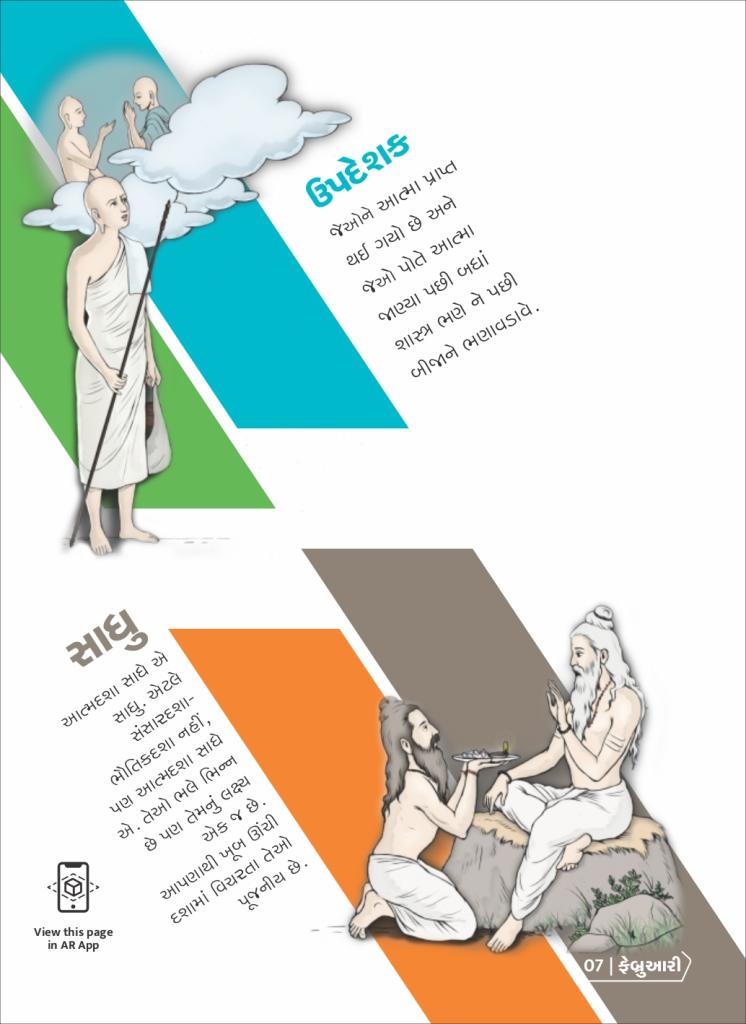 ઉપદેશક
જેઓને આત્મા પ્રાપ્ત
થઈ ગયો છે અને
જેઓ પોતે આત્મા
જાણ્યા પછી બધાં
શાસ્ત્ર ભણે ને પછી
બીજાને ભણાવડાવે.
સાધુ
આત્મદશા સાધે એ
સાધુ. એટલે
સંસારદશા-
ભૌતિકદશા નહીં,
પણ આત્મદશા સાધે
એ. તેઓ ભલે ભિન્ન
છે પણ તેમનું લક્ષ્ય
એક જ છે.
આપણાથી ખૂબ ઊંચી
દશામાં વિચરતા તેઓ
પૂજનીય છે.
View this page
in AR App
07 | ફેબ્રુઆરી